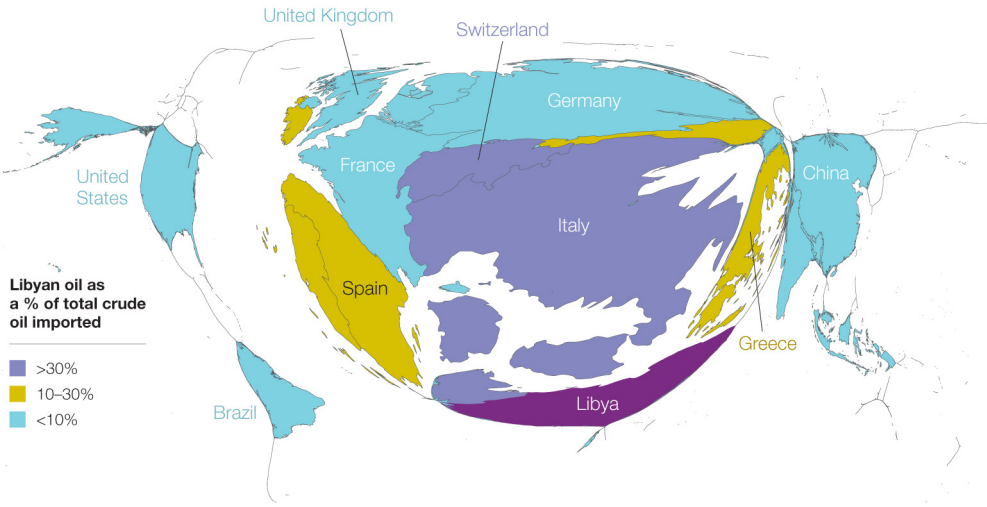 United Kingdom
Switzerland
Germany
France
United
States
China
Italy
Spain
Libyan oil as
a % of total crude
oil imported
>30%
10–30%
<10%
Greece
Libya
Brazil